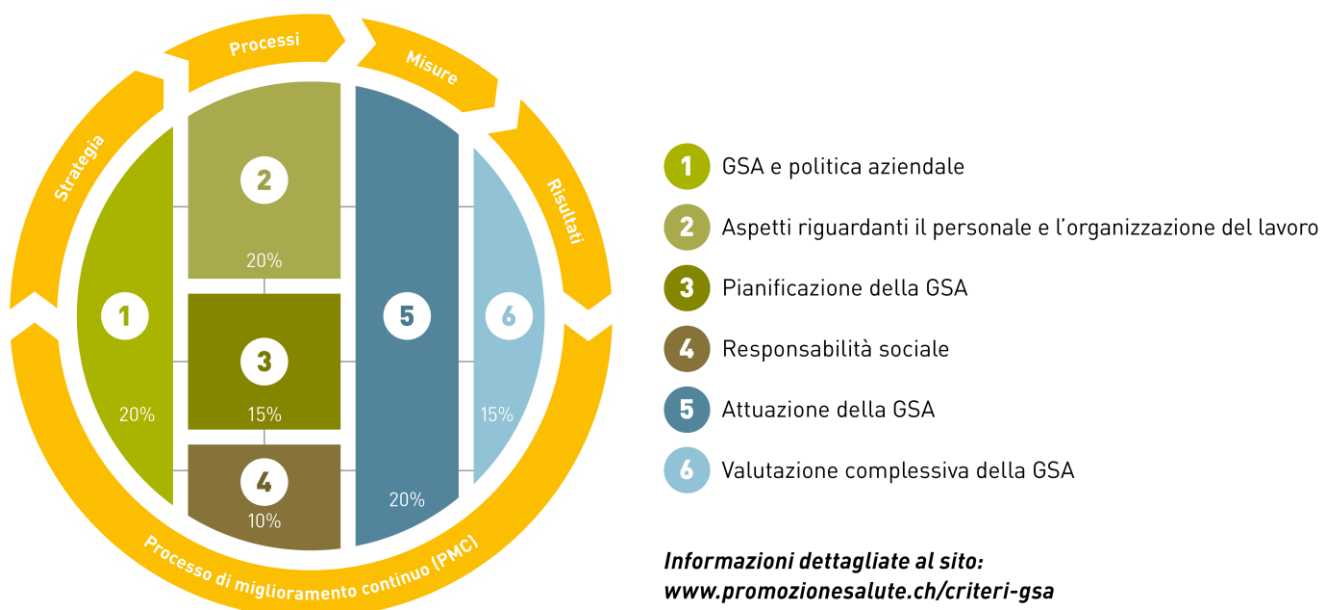 Strategia
Processi
Misure
Risultati
Processo di miglioramento continuo (PMC)
1
20%
2
20%
3
15%
4
10%
5
20%
6
15%
1 GSA e politica aziendale
2 Aspetti riguardanti il personale e l’organizzazione del lavoro
3 Pianificazione della GSA
4 Responsabilità sociale
5 Attuazione della GSA
6 Valutazione complessiva della GSA
Informazioni dettagliate al sito:
www.promozionesalute.ch/criteri-gsa